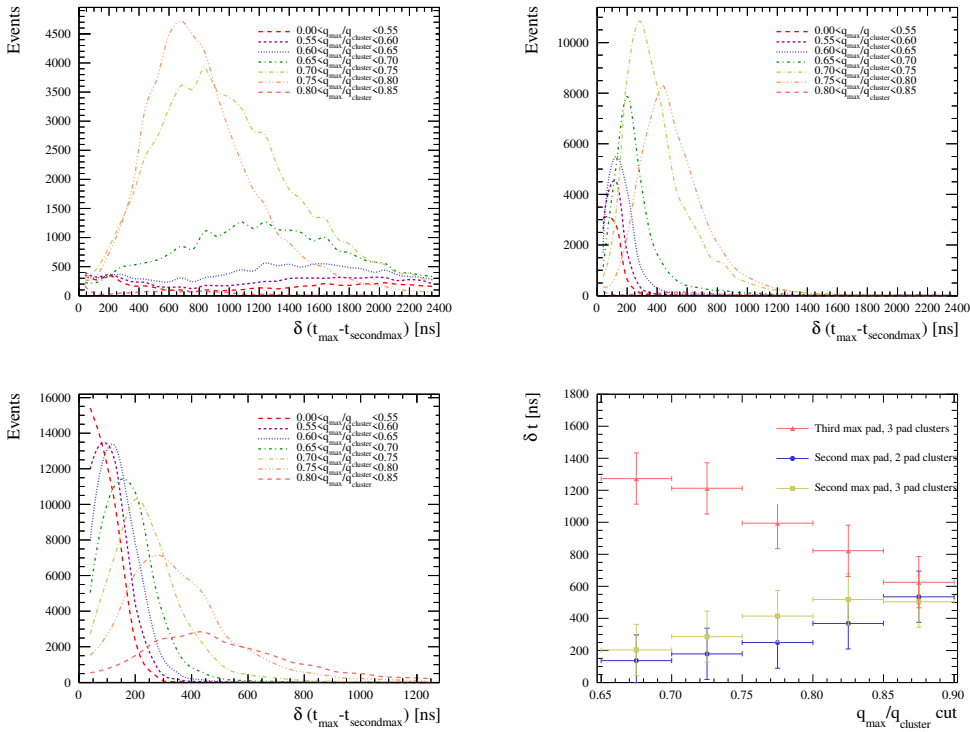 Events
4500
4000
3500
3000
2500
2000
1500
1000
500
0
0.00<q_max/q_cluster<0.55
0.55<q_max/q_cluster<0.60
0.60<q_max/q_cluster<0.65
0.65<q_max/q_cluster<0.70
0.70<q_max/q_cluster<0.75
0.75<q_max/q_cluster<0.80
0.80<q_max/q_cluster<0.85
0 200 400 600 800 1000 1200 1400 1600 1800 2000 2200 2400
δ (t_max-t_secondmax) [ns]
Events
10000
8000
6000
4000
2000
0
0.00<q_max/q_cluster<0.55
0.55<q_max/q_cluster<0.60
0.60<q_max/q_cluster<0.65
0.65<q_max/q_cluster<0.70
0.70<q_max/q_cluster<0.75
0.75<q_max/q_cluster<0.80
0.80<q_max/q_cluster<0.85
0 200 400 600 800 1000 1200 1400 1600 1800 2000 2200 2400
δ (t_max-t_secondmax) [ns]
Events
16000
14000
12000
10000
8000
6000
4000
2000
0
0.00<q_max/q_cluster<0.55
0.55<q_max/q_cluster<0.60
0.60<q_max/q_cluster<0.65
0.65<q_max/q_cluster<0.70
0.70<q_max/q_cluster<0.75
0.75<q_max/q_cluster<0.80
0.80<q_max/q_cluster<0.85
0 200 400 600 800 1000 1200
δ (t_max-t_secondmax) [ns]
δ t [ns]
1800
1600
1400
1200
1000
800
600
400
200
0
Third max pad, 3 pad clusters
Second max pad, 2 pad clusters
Second max pad, 3 pad clusters
0.65 0.70 0.75 0.80 0.85 0.90
q_max/q_cluster cut